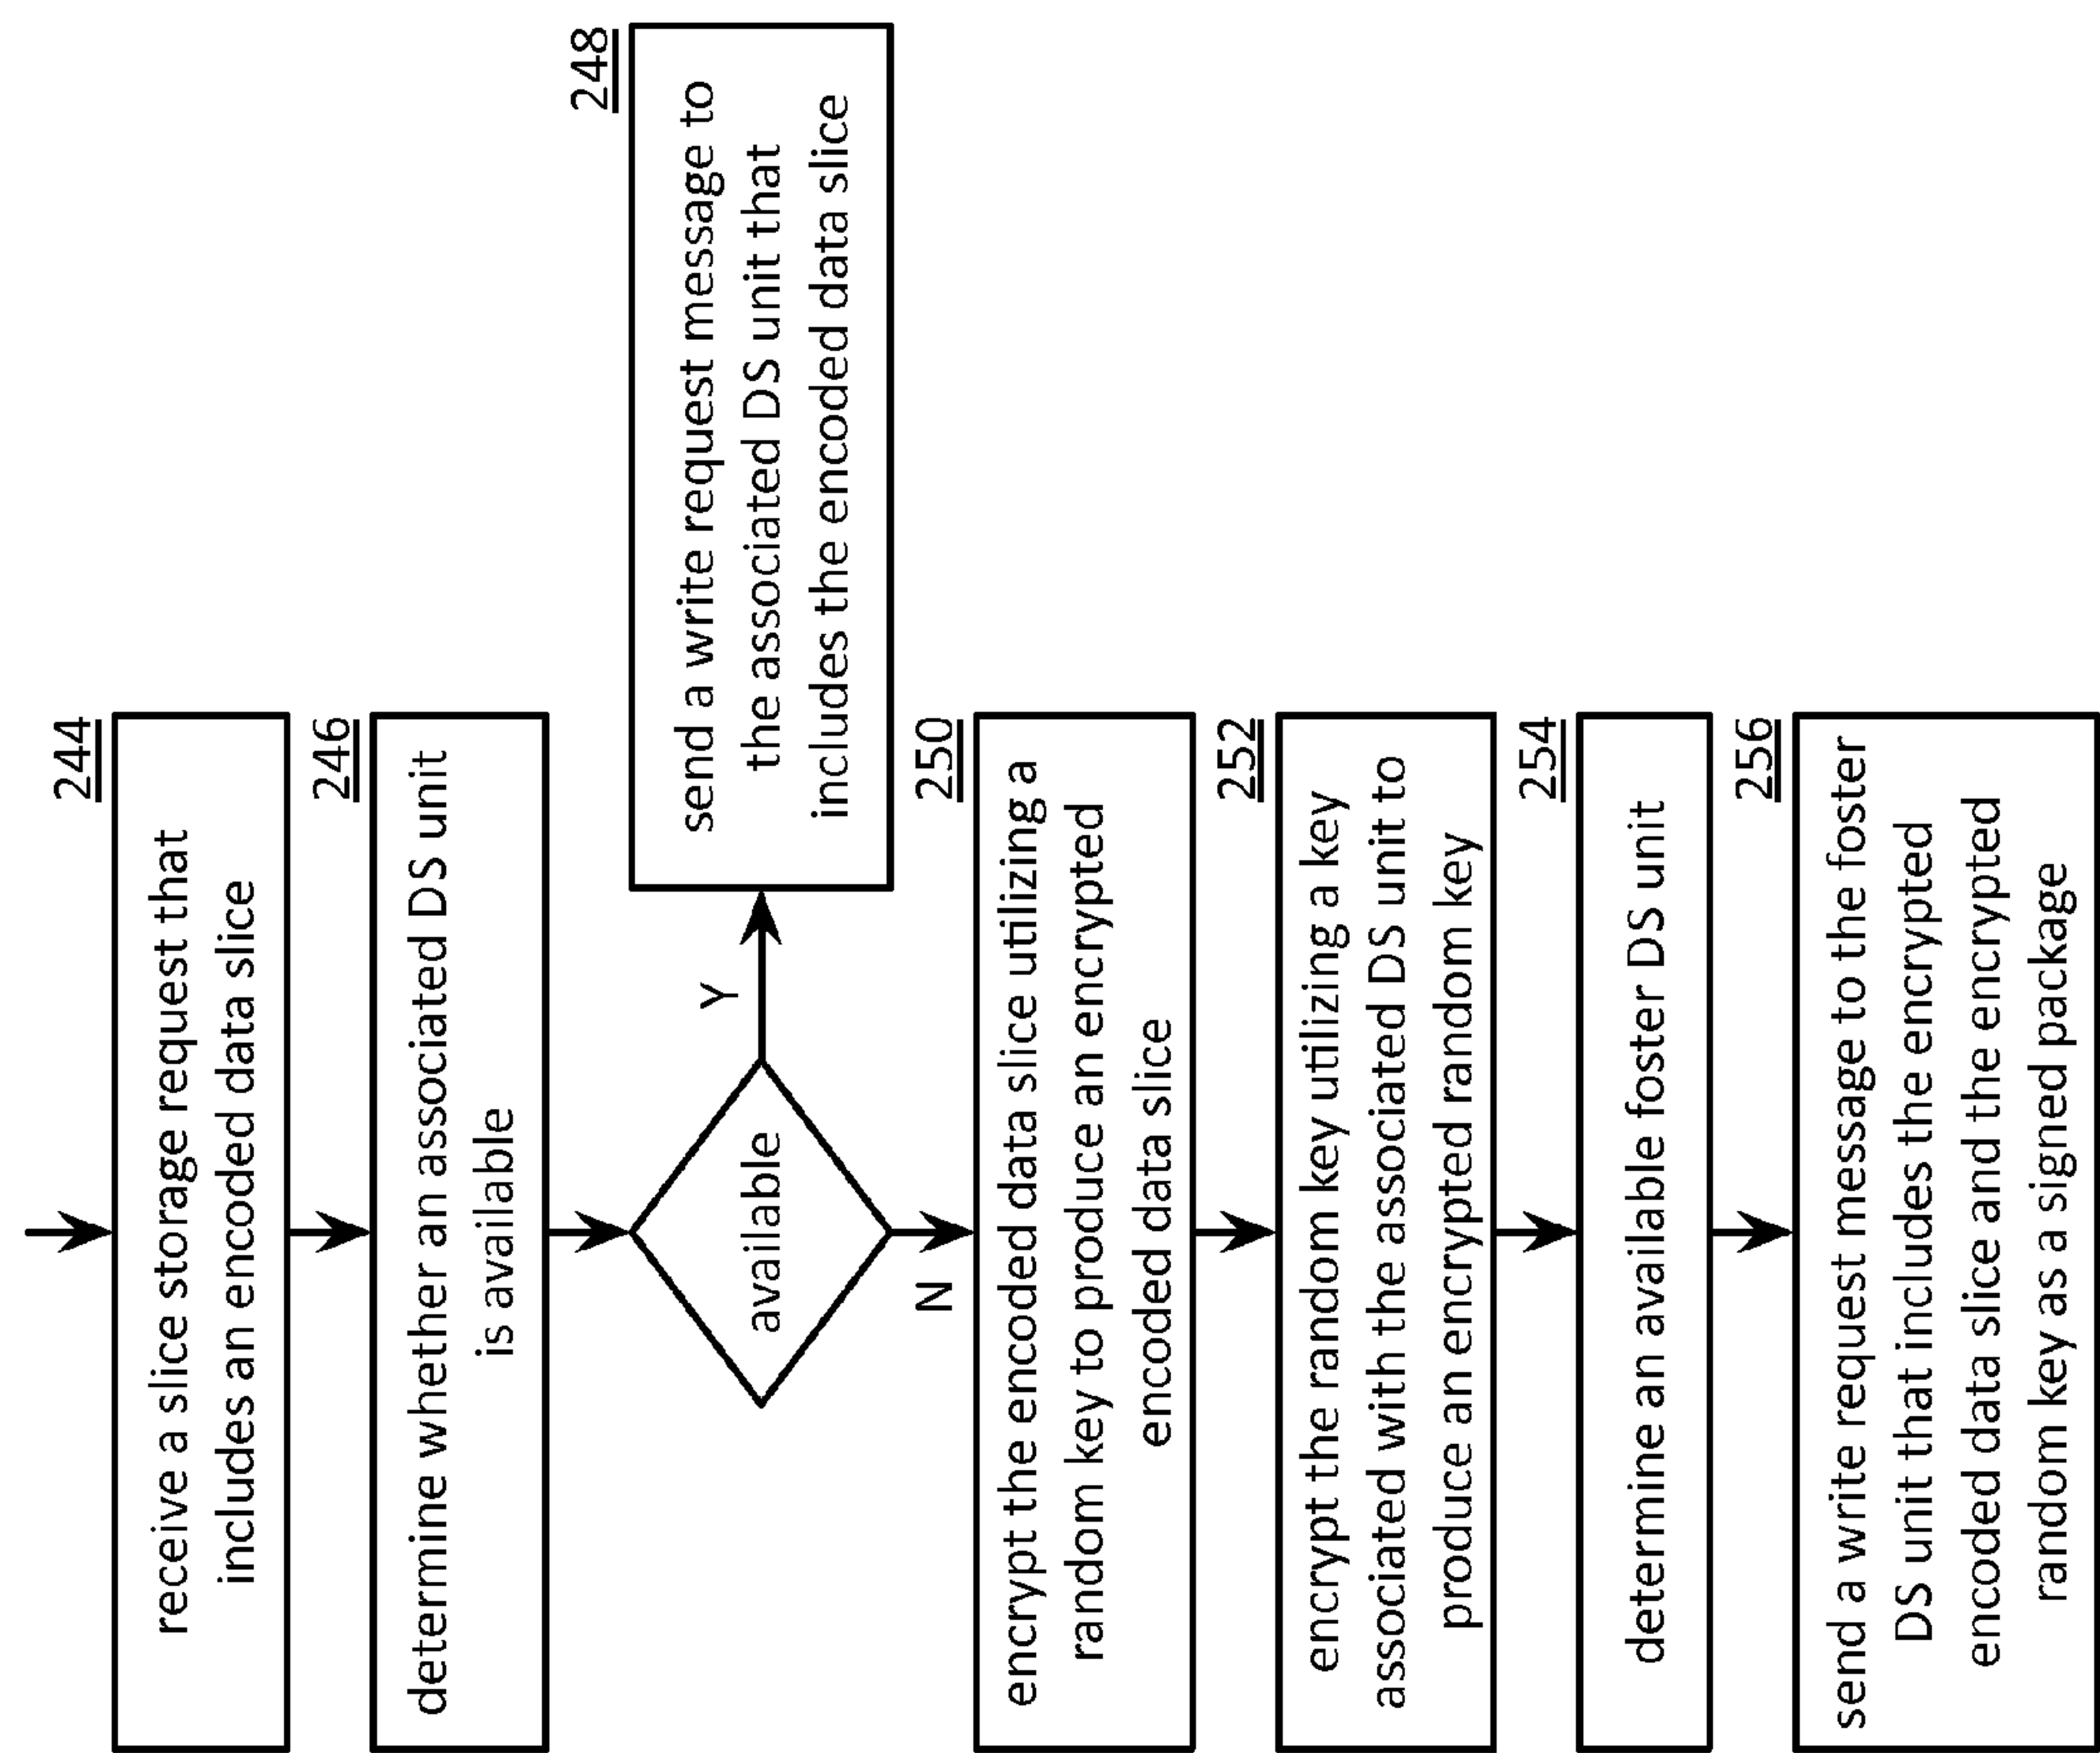 244
receive a slice storage request that
includes an encoded data slice
246
determine whether an associated DS unit
is available
available
Y
248
send a write request message to
the associated DS unit that
includes the encoded data slice
N
250
encrypt the encoded data slice utilizing a
random key to produce an encrypted
encoded data slice
252
encrypt the random key utilizing a key
associated with the associated DS unit to
produce an encrypted random key
254
determine an available foster DS unit
256
send a write request message to the foster
DS unit that includes the encrypted
encoded data slice and the encrypted
random key as a signed package